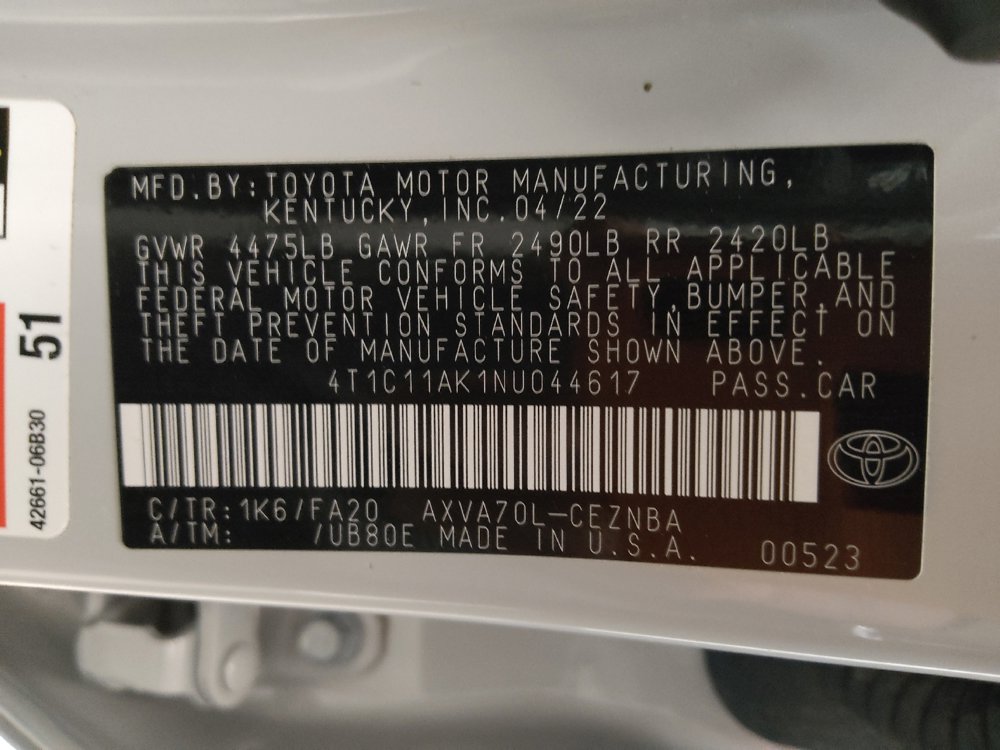 MFD.BY:TOYOTA MOTOR MANUFACTURING,
KENTUCKY,INC.04/22
GVWR 4475LB GAWR FR 2490LB RR 2420LB
THIS VEHICLE CONFORMS TO ALL APPLICABLE
FEDERAL MOTOR VEHICLE SAFETY,BUMPER,AND
THEFT PREVENTION STANDARDS IN EFFECT ON
THE DATE OF MANUFACTURE SHOWN ABOVE.
4T1C11AK1NU044617 PASS.CAR
C/TR:1K6/FA20 AXVA70L-CEZNBA
A/TM: /UB80E MADE IN U.S.A. 00523
51
42661-06B30